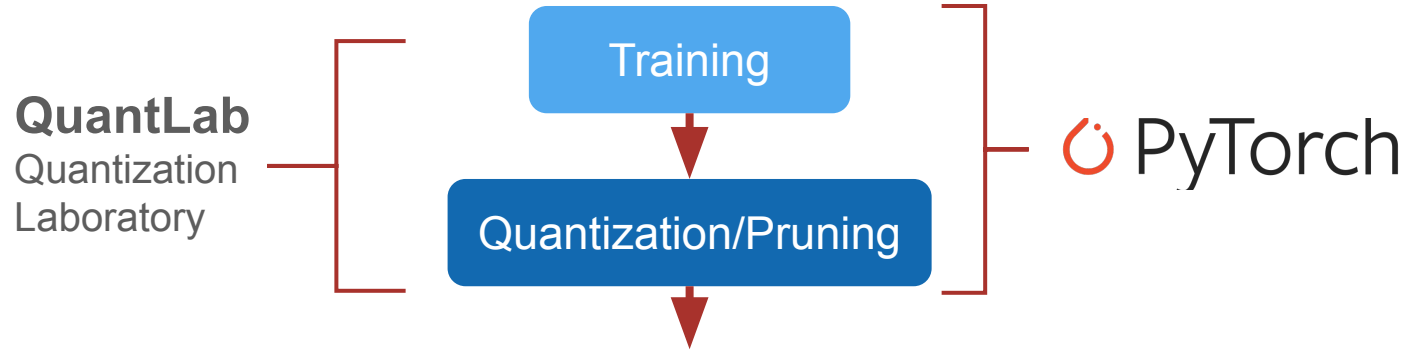 Training
QuantLab
Quantization
Laboratory
PyTorch
Quantization/Pruning